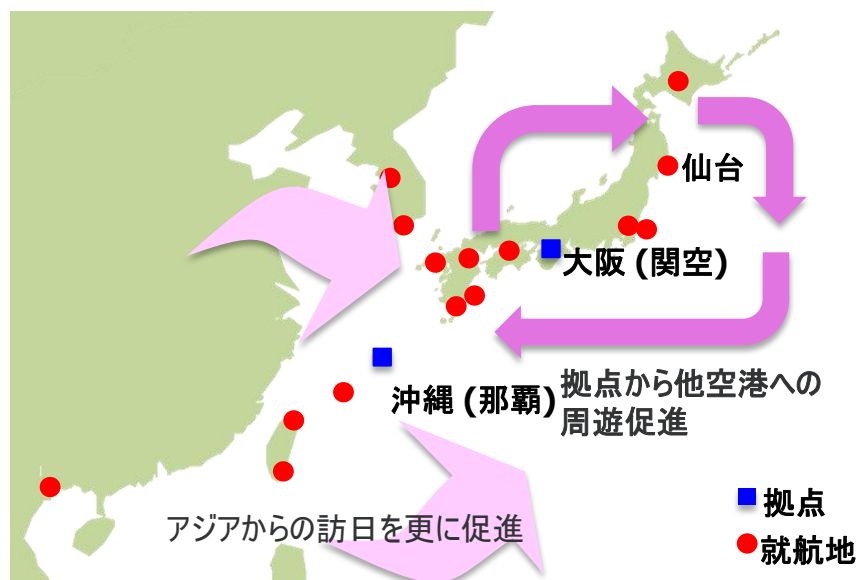 仙台
大阪 (関空)
沖縄 (那覇)
拠点から他空港への
周遊促進
アジアからの訪日を更に促進
拠点
就航地